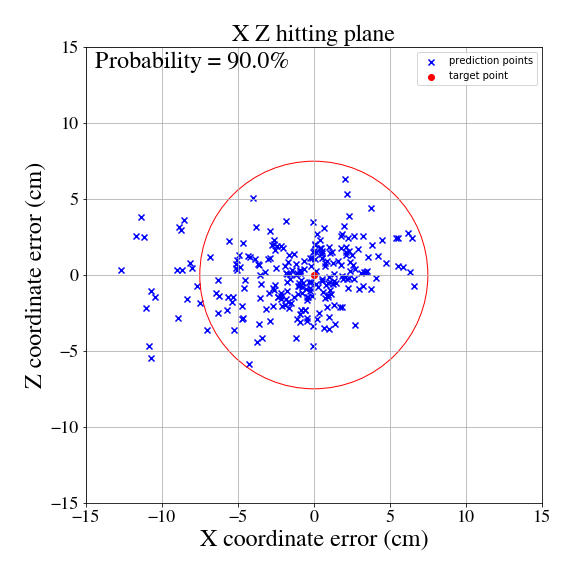 X Z hitting plane
Probability = 90.0%
prediction points
target point
Z coordinate error (cm)
15
10
5
0
−5
−10
−15
−15
−10
−5
0
5
10
15
X coordinate error (cm)